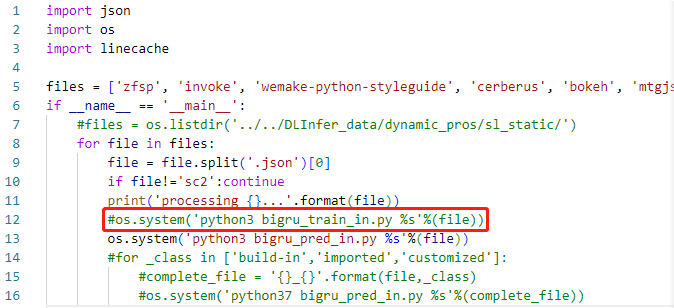 1 import json
2 import os
3 import linecache
4
5 files = ['zfsp', 'invoke', 'wemake-python-styleguide', 'cerberus', 'bokeh', 'mtgjs
6 if __name__ == '__main__':
7 #files = os.listdir('../../DLInfer_data/dynamic_pros/sl_static/')
8 for file in files:
9 file = file.split('.json')[0]
10 if file!='sc2':continue
11 print('processing {}...'.format(file))
12 #os.system('python3 bigru_train_in.py %s'%(file))
13 os.system('python3 bigru_pred_in.py %s'%(file))
14 #for _class in ['build-in','imported','customized']:
15 #complete_file = '{}_{}'.format(file,_class)
16 #os.system('python37 bigru_pred_in.py %s'%(complete_file)